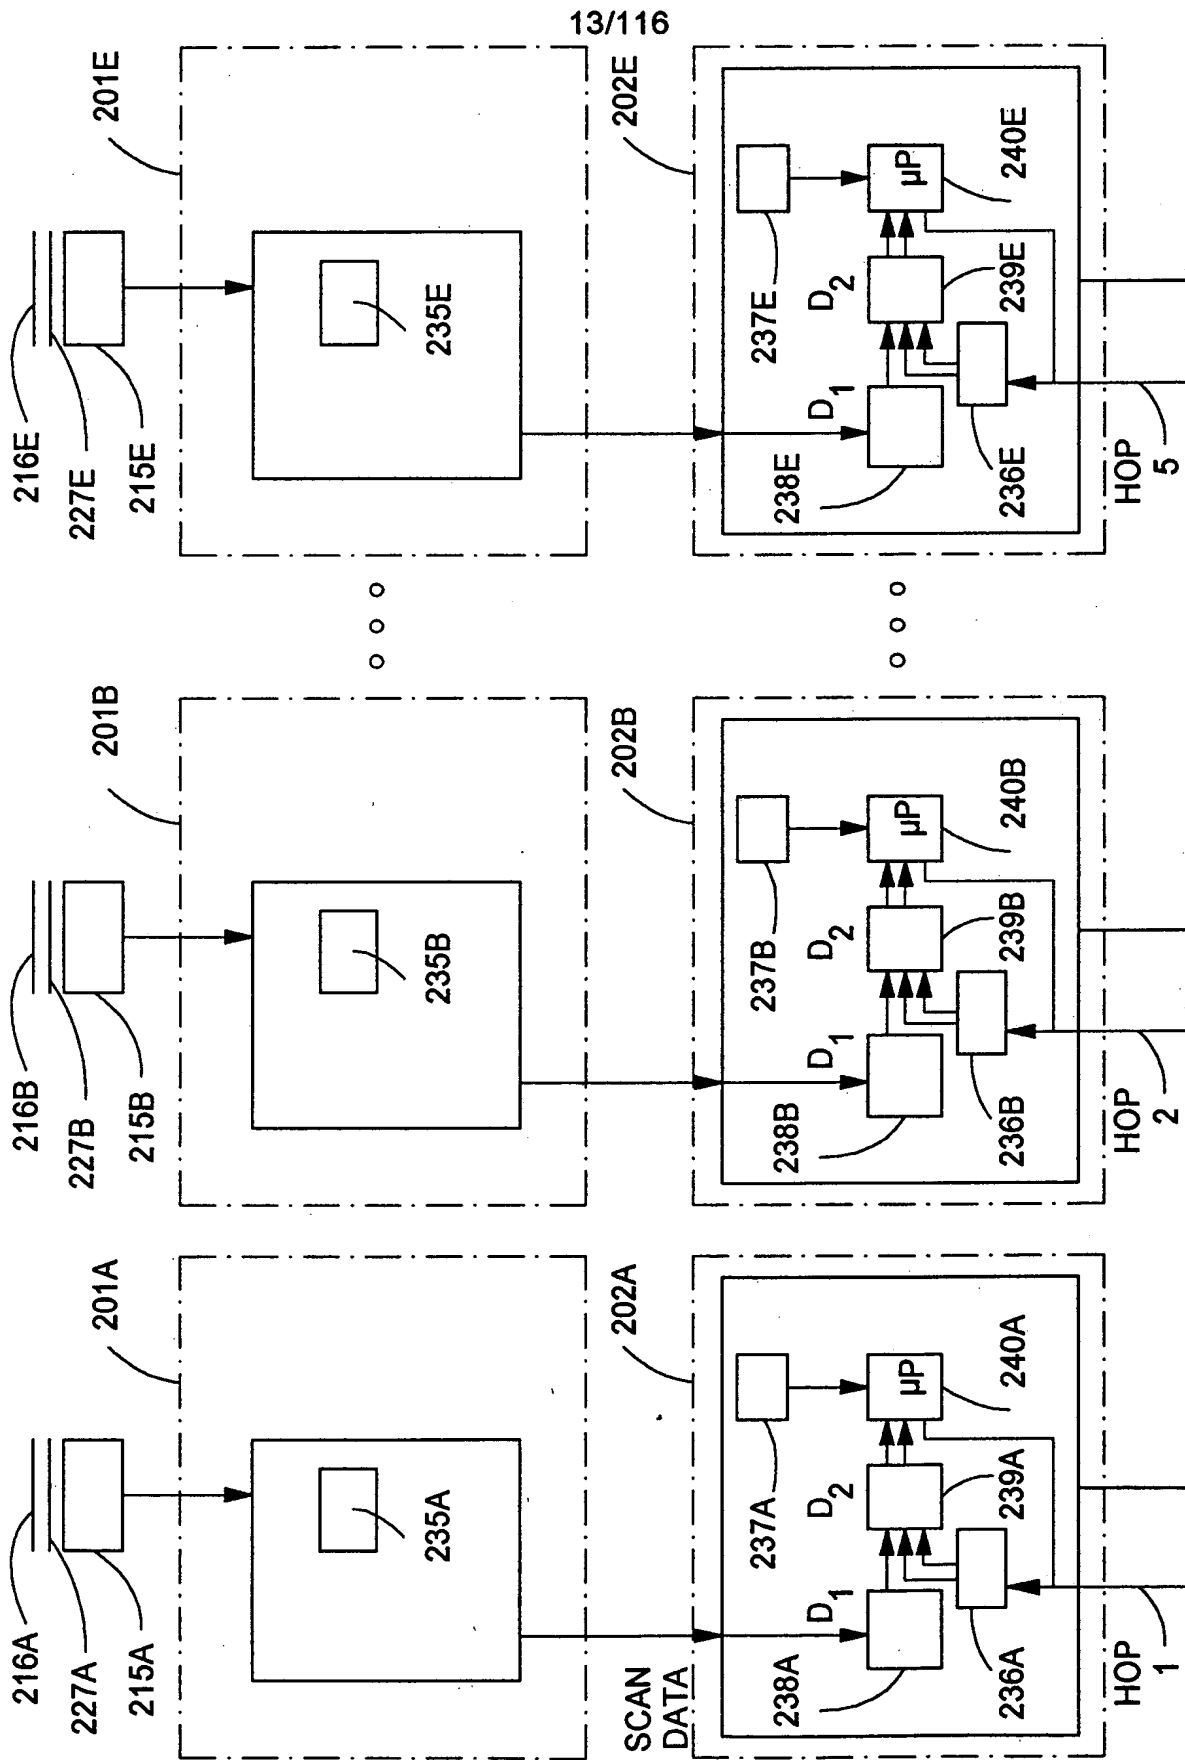 13/116
216A
227A
215A
201A
235A
SCAN
DATA
202A
237A
238A
D1
D2
µP
239A
240A
236A
HOP
1
216B
227B
215B
201B
235B
202B
237B
238B
D1
D2
µP
239B
240B
236B
HOP
2
216E
227E
215E
201E
235E
202E
237E
238E
D1
D2
µP
239E
240E
236E
HOP
5